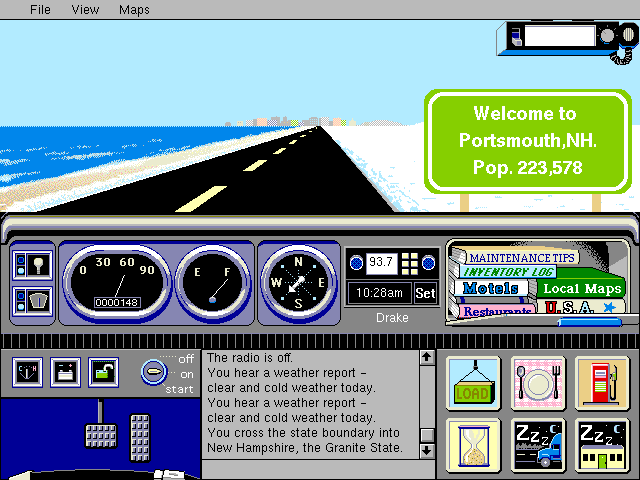 File View Maps
Welcome to
Portsmouth,NH.
Pop. 223,578
0 30 60 90
0000148
E F
N
W E
S
93.7
10:28am Set
Drake
MAINTENANCE TIPS
INVENTORY LOG
Motels
Local Maps
U.S.A.
Restaurants
C H
off
on
start
The radio is off.
You hear a weather report -
clear and cold weather today.
You hear a weather report -
clear and cold weather today.
You cross the state boundary into
New Hampshire, the Granite State.
LOAD
ZZZ
ZZZ